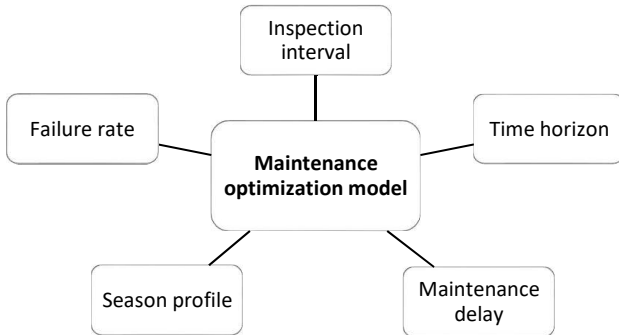 Inspection
interval
Failure rate
Time horizon
Maintenance
optimization model
Season profile
Maintenance
delay